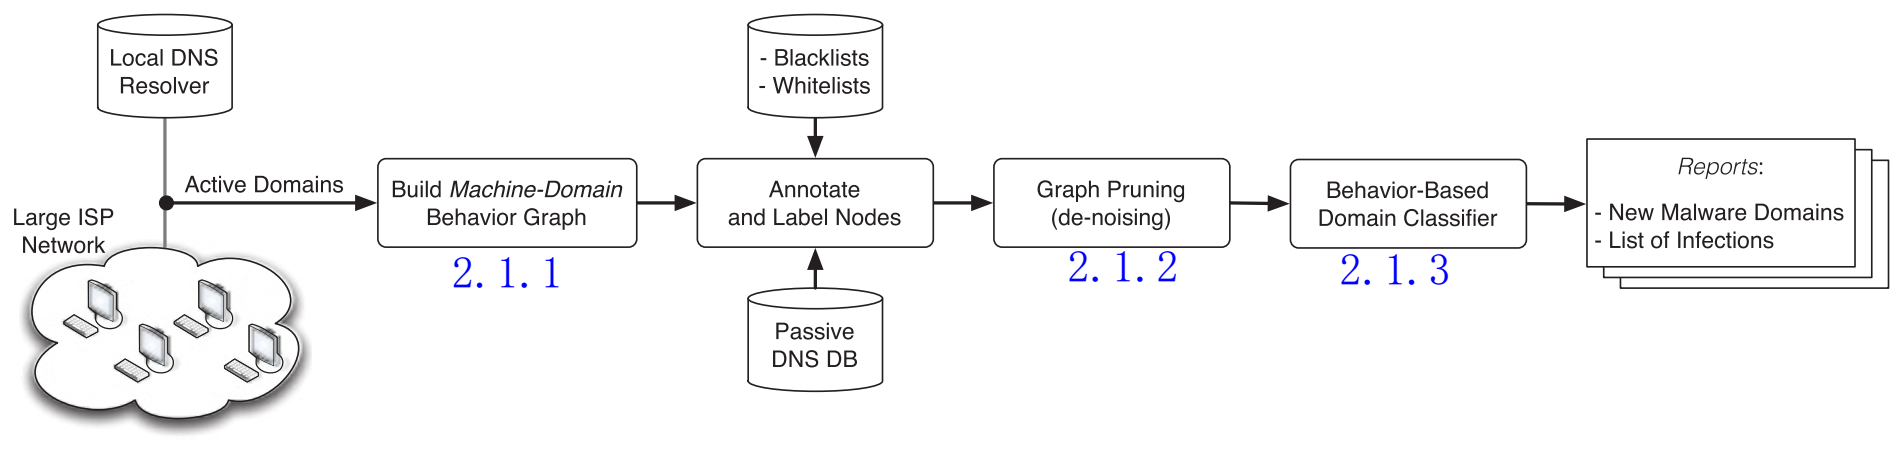 Local DNS
Resolver
- Blacklists
- Whitelists
Active Domains
Large ISP
Network
Build Machine-Domain
Behavior Graph
2.1.1
Annotate
and Label Nodes
Graph Pruning
(de-noising)
2.1.2
Behavior-Based
Domain Classifier
2.1.3
Reports:
- New Malware Domains
- List of Infections
Passive
DNS DB